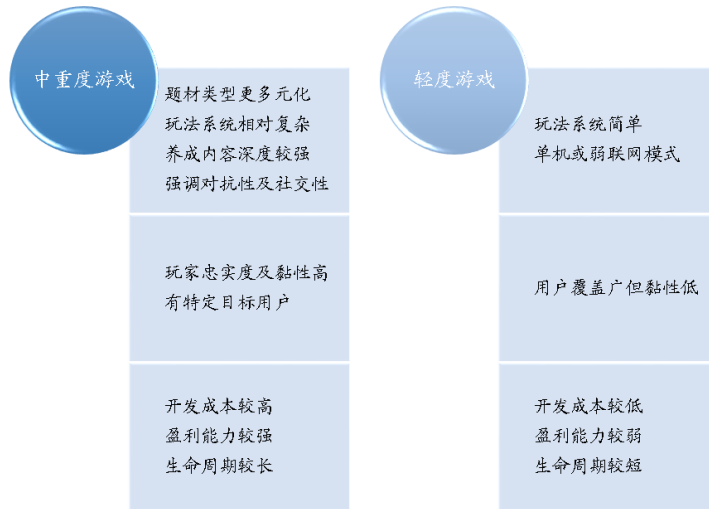 中重度游戏
题材类型更多元化
玩法系统相对复杂
养成内容深度较强
强调对抗性及社交性
玩家忠实度及黏性高
有特定目标用户
开发成本较高
盈利能力较强
生命周期较长
轻度游戏
玩法系统简单
单机或弱联网模式
用户覆盖广但黏性低
开发成本较低
盈利能力较弱
生命周期较短